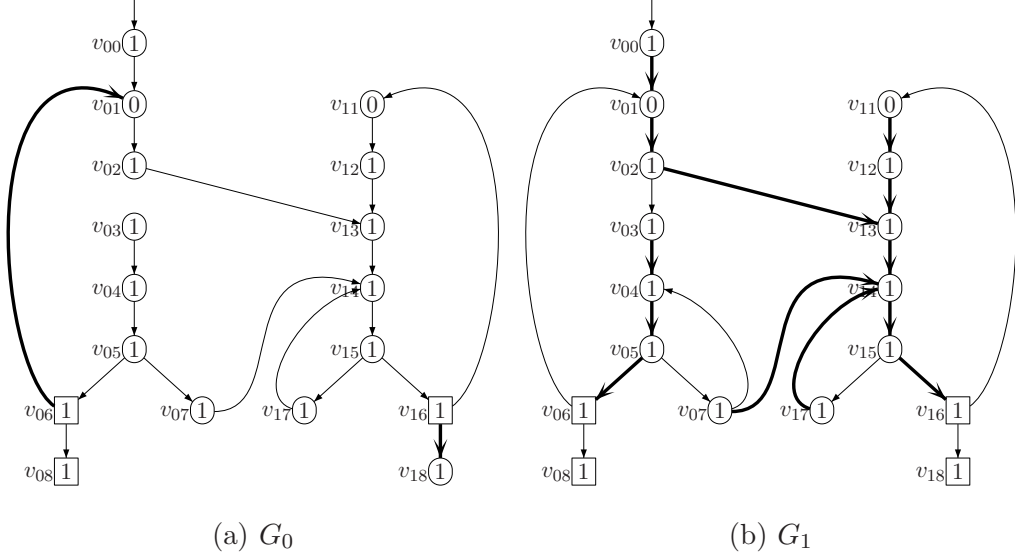 v00 1 v00 1
v01 0 v11 0 v01 0 v11 0
v02 1 v12 1 v02 1 v12 1
v03 1 v13 1 v03 1 v13 1
v04 1 v14 1 v04 1 v14 1
v05 1 v15 1 v05 1 v15 1
v06 1 v07 1 v17 1 v16 1 v06 1 v07 1 v17 1 v16 1
v08 1 v18 1 v08 1 v18 1
(a) G0 (b) G1